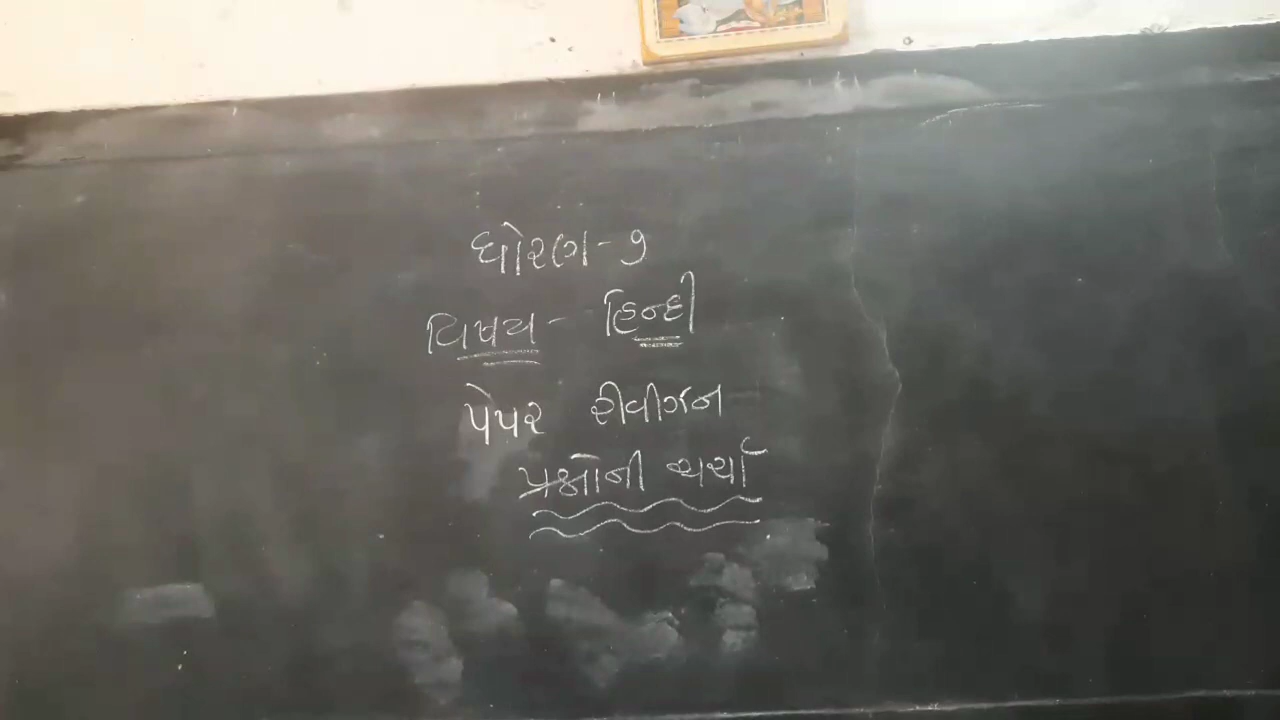 ધોરણ - ૭
વિષય - હિન્દી
પેપર રીવીઝન
પ્રશ્નોની ચર્ચા